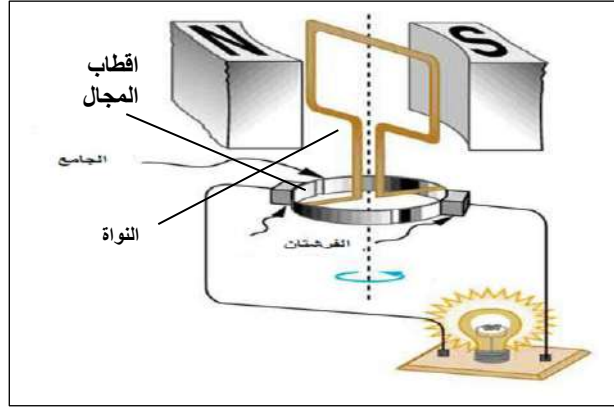 N
S
اقطاب
المجال
الجامع
النواة
الفرشتان